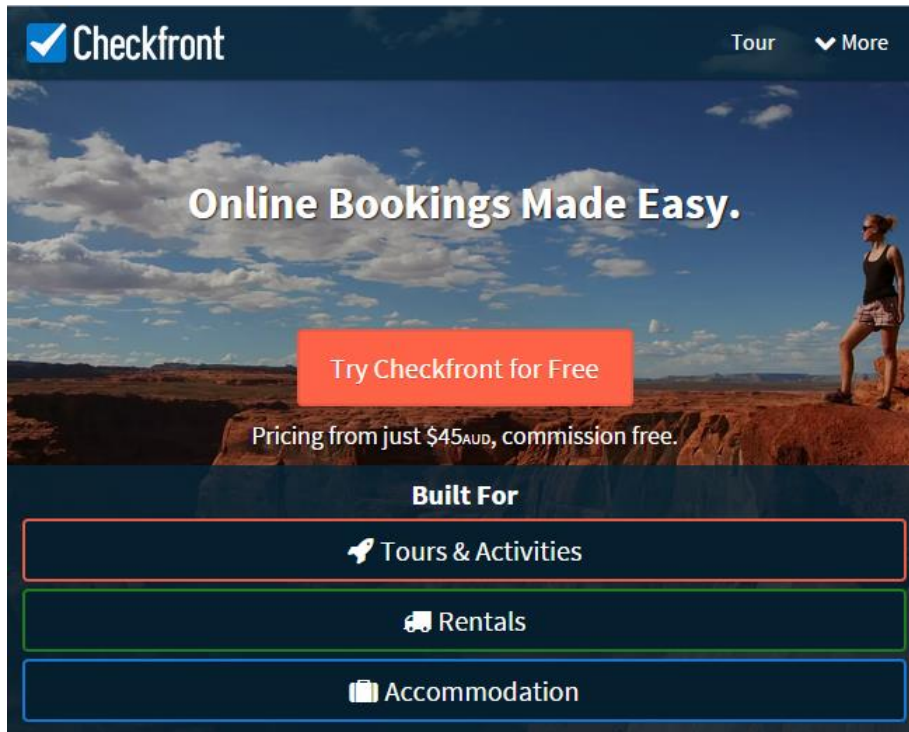 Checkfront
Tour
More
Online Bookings Made Easy.
Try Checkfront for Free
Pricing from just $45AUD, commission free.
Built For
Tours & Activities
Rentals
Accommodation